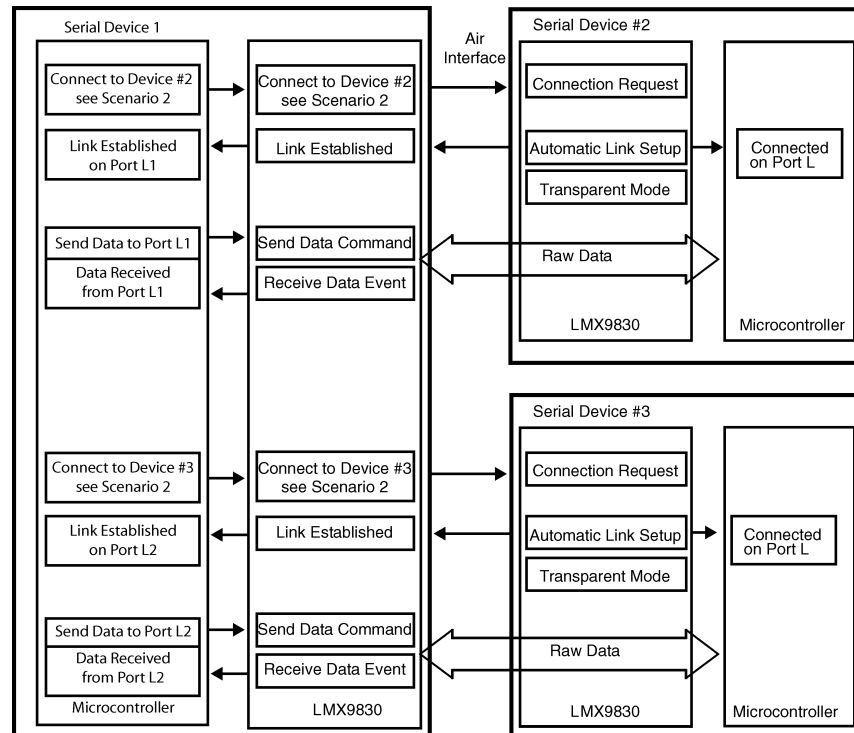 Serial Device 1
Connect to Device #2
see Scenario 2
Link Established
on Port L1
Send Data to Port L1
Data Received
from Port L1
Connect to Device #3
see Scenario 2
Link Established
on Port L2
Send Data to Port L2
Data Received
from Port L2
Microcontroller
Connect to Device #2
see Scenario 2
Link Established
Send Data Command
Receive Data Event
Connect to Device #3
see Scenario 2
Link Established
Send Data Command
Receive Data Event
LMX9830
Air
Interface
Serial Device #2
Connection Request
Automatic Link Setup
Transparent Mode
Raw Data
LMX9830
Connected
on Port L
Microcontroller
Serial Device #3
Connection Request
Automatic Link Setup
Transparent Mode
Raw Data
LMX9830
Connected
on Port L
Microcontroller